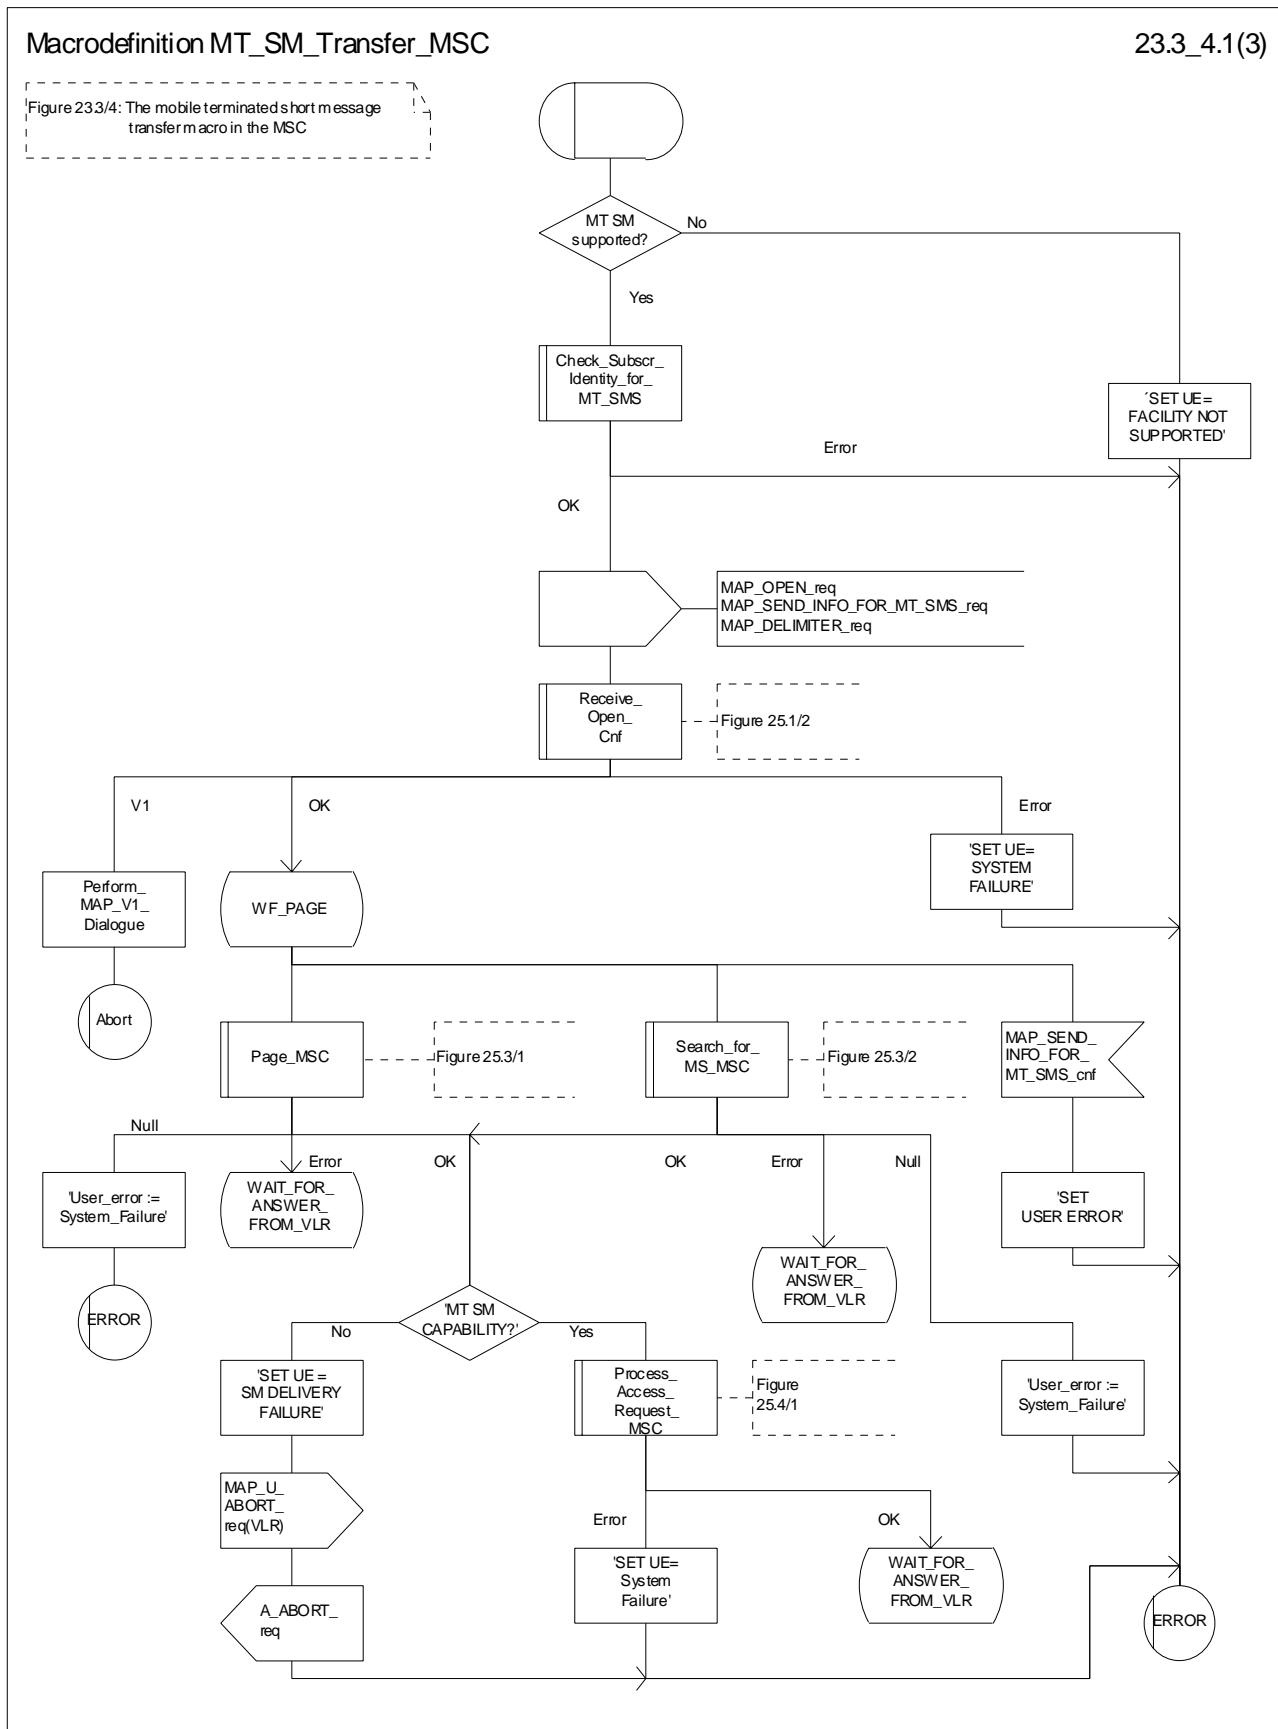 Macrodefinition MT_SM_Transfer_MSC
23.3_4.1(3)
Figure 23.3/4: The mobile terminated short message
transfer macro in the MSC
MT SM
supported?
No
Yes
Check_Subscr_
Identity_for_
MT_SMS
´SET UE=
FACILITY NOT
SUPPORTED'
Error
OK
MAP_OPEN_req
MAP_SEND_INFO_FOR_MT_SMS_req
MAP_DELIMITER_req
Receive_
Open_
Cnf
Figure 25.1/2
V1
OK
Error
'SET UE=
SYSTEM
FAILURE'
Perform_
MAP_V1_
Dialogue
WF_PAGE
Abort
Page_MSC
Figure 25.3/1
Search_for_
MS_MSC
Figure 25.3/2
MAP_SEND_
INFO_FOR_
MT_SMS_cnf
Null
Error
OK
OK
Error
Null
'User_error :=
System_Failure'
WAIT_FOR_
ANSWER_
FROM_VLR
'SET
USER ERROR'
WAIT_FOR_
ANSWER_
FROM_VLR
ERROR
'MT SM
CAPABILITY?'
No
Yes
'SET UE =
SM DELIVERY
FAILURE'
Process_
Access_
Request_
MSC
Figure
25.4/1
'User_error :=
System_Failure'
MAP_U_
ABORT_
req(VLR)
Error
OK
'SET UE=
System
Failure'
WAIT_FOR_
ANSWER_
FROM_VLR
A_ABORT_
req
ERROR